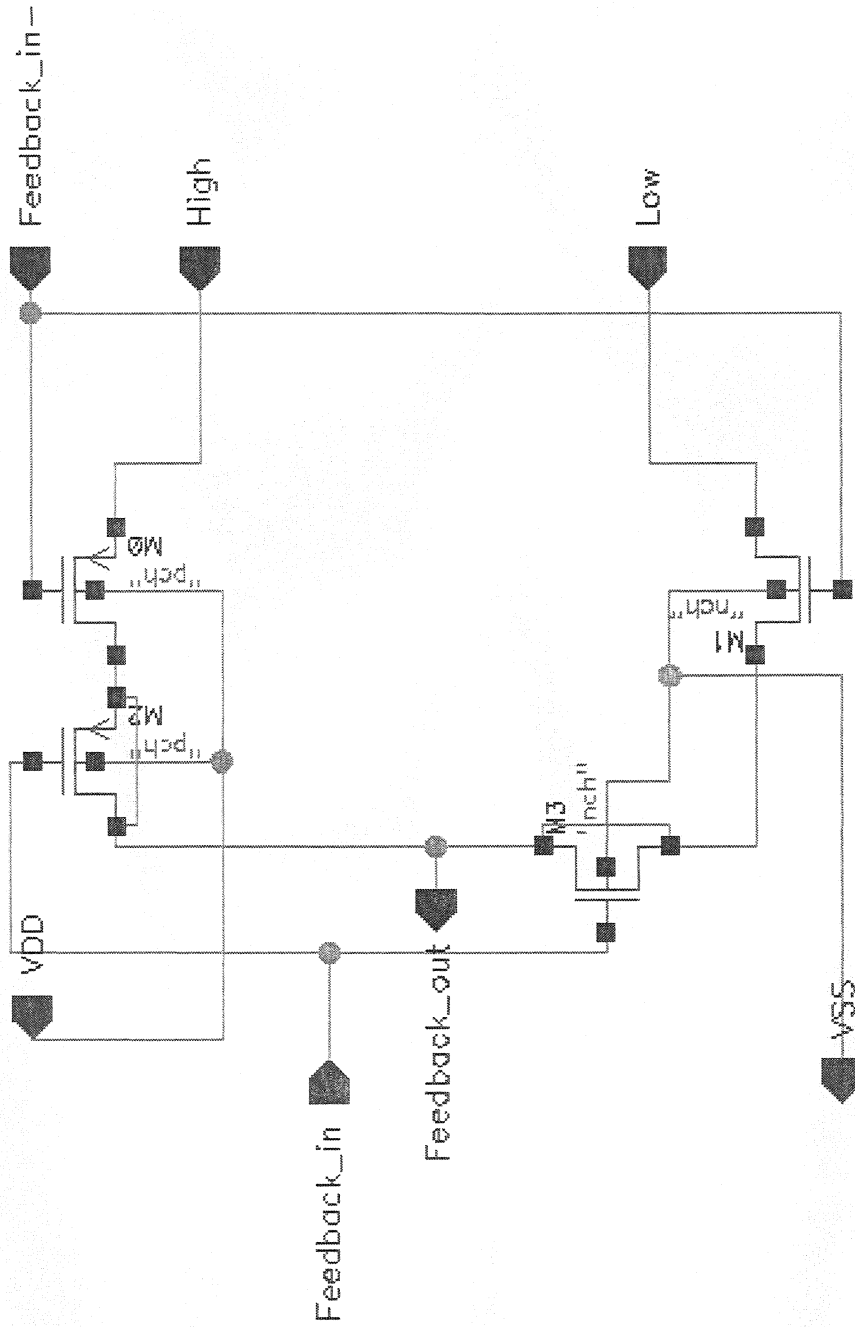 Feedback_in-
High
Low
M0
"pch"
M2
"pch"
"nch"
M1
M3
"nch"
VDD
Feedback_out
VSS
Feedback_in